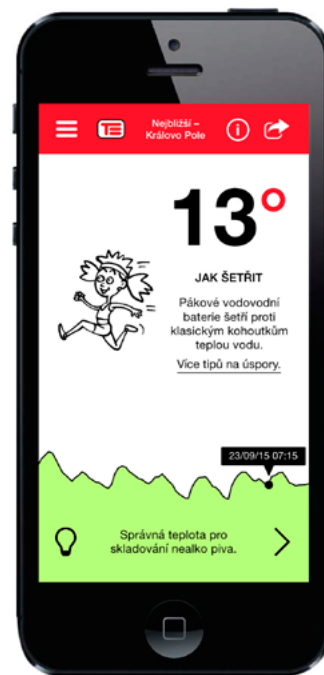 TE
Nejbližší –
Královo Pole
i
13°
JAK ŠETŘIT
Pákové vodovodní
baterie šetří proti
klasickým kohoutkům
teplou vodu.
Více tipů na úspory.
23/09/15 07:15
Správná teplota pro
skladování nealko piva.